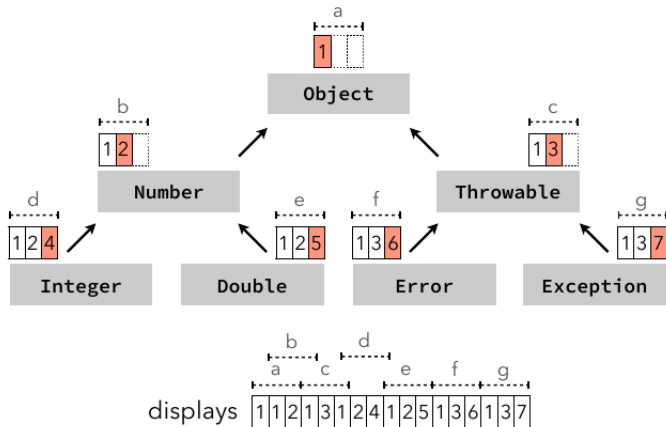 a
1
Object
b
c
1 2
1 3
Number
Throwable
d
e
f
g
1 2 4
1 2 5
1 3 6
1 3 7
Integer
Double
Error
Exception
b d
a c e f g
displays 1 1 2 1 3 1 2 4 1 2 5 1 3 6 1 3 7